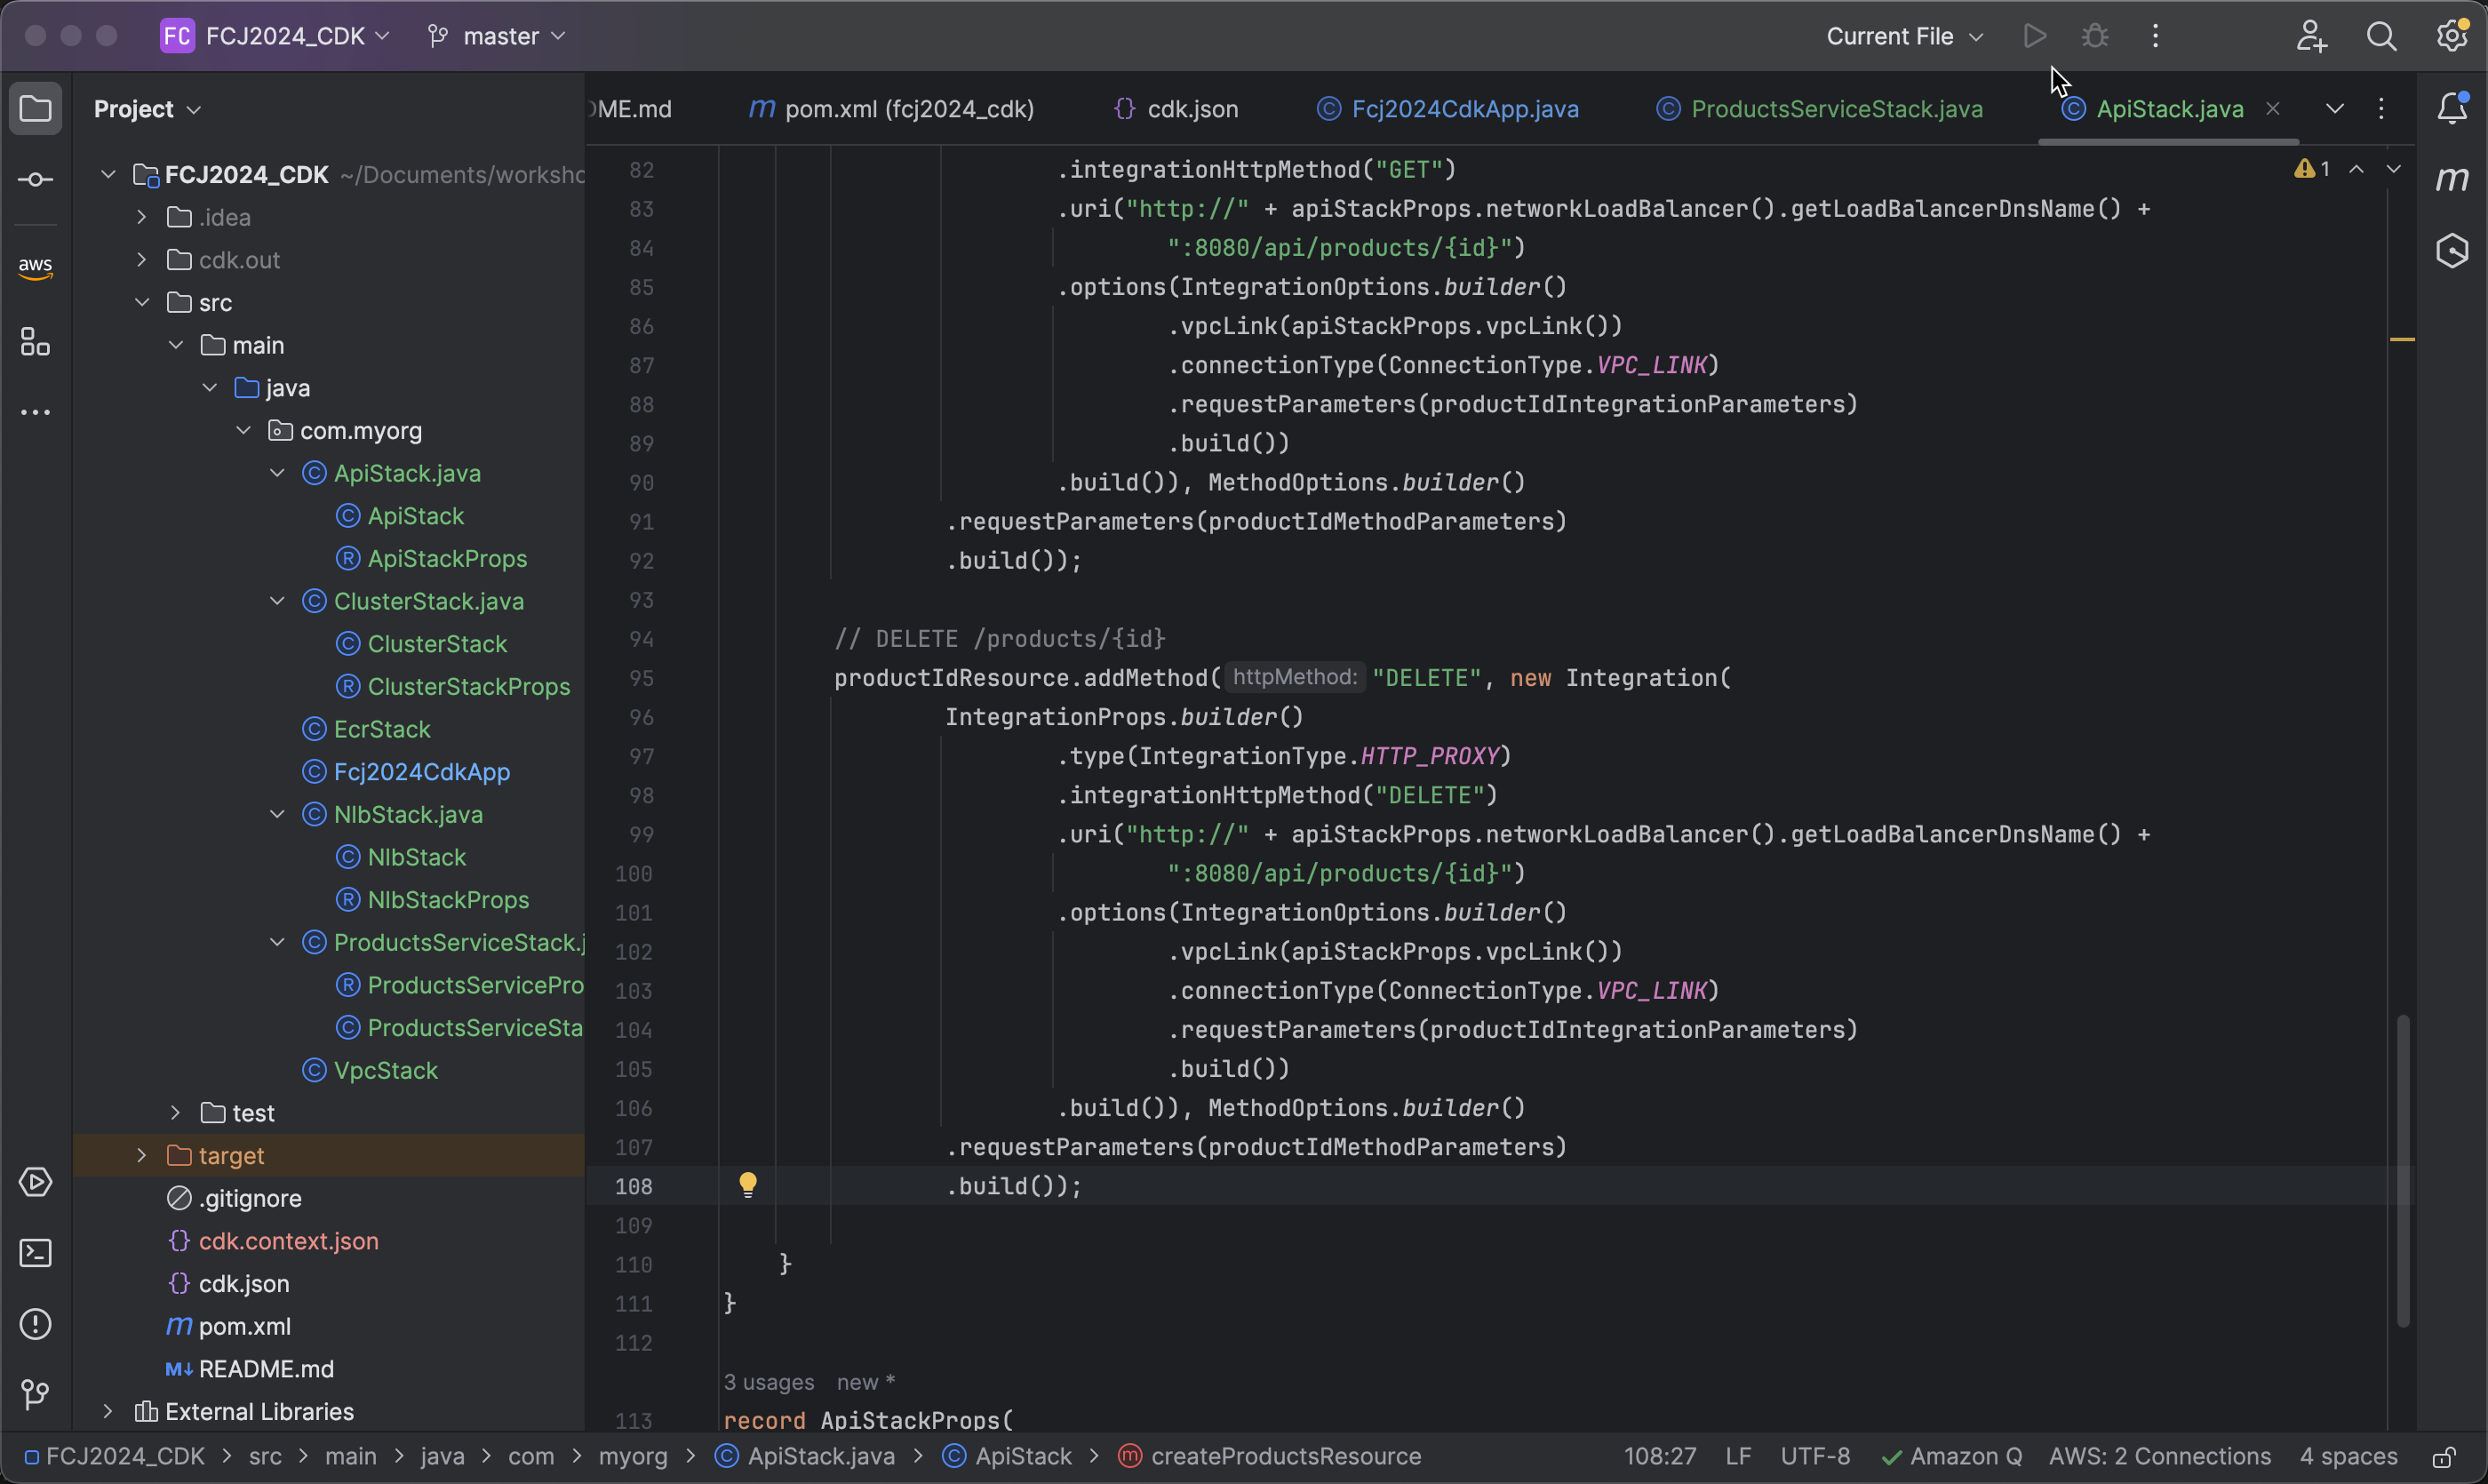 FC FCJ2024_CDK master Current File
Project
DME.md pom.xml (fcj2024_cdk) cdk.json Fcj2024CdkApp.java ProductsServiceStack.java ApiStack.java
FCJ2024_CDK ~/Documents/worksho
.idea
cdk.out
src
main
java
com.myorg
ApiStack.java
ApiStack
ApiStackProps
ClusterStack.java
ClusterStack
ClusterStackProps
EcrStack
Fcj2024CdkApp
NlbStack.java
NlbStack
NlbStackProps
ProductsServiceStack.j
ProductsServicePro
ProductsServiceSta
VpcStack
test
target
.gitignore
cdk.context.json
cdk.json
pom.xml
README.md
External Libraries
aws
1
82 .integrationHttpMethod("GET")
83 .uri("http://" + apiStackProps.networkLoadBalancer().getLoadBalancerDnsName() +
84 ":8080/api/products/{id}")
85 .options(IntegrationOptions.builder()
86 .vpcLink(apiStackProps.vpcLink())
87 .connectionType(ConnectionType.VPC_LINK)
88 .requestParameters(productIdIntegrationParameters)
89 .build())
90 .build()), MethodOptions.builder()
91 .requestParameters(productIdMethodParameters)
92 .build());
93
94 // DELETE /products/{id}
95 productIdResource.addMethod( httpMethod: "DELETE", new Integration(
96 IntegrationProps.builder()
97 .type(IntegrationType.HTTP_PROXY)
98 .integrationHttpMethod("DELETE")
99 .uri("http://" + apiStackProps.networkLoadBalancer().getLoadBalancerDnsName() +
100 ":8080/api/products/{id}")
101 .options(IntegrationOptions.builder()
102 .vpcLink(apiStackProps.vpcLink())
103 .connectionType(ConnectionType.VPC_LINK)
104 .requestParameters(productIdIntegrationParameters)
105 .build())
106 .build()), MethodOptions.builder()
107 .requestParameters(productIdMethodParameters)
108 .build());
109
110 }
111 }
112
3 usages new *
113 record ApiStackProps(
FCJ2024_CDK > src > main > java > com > myorg > ApiStack.java > ApiStack > createProductsResource 108:27 LF UTF-8 Amazon Q AWS: 2 Connections 4 spaces